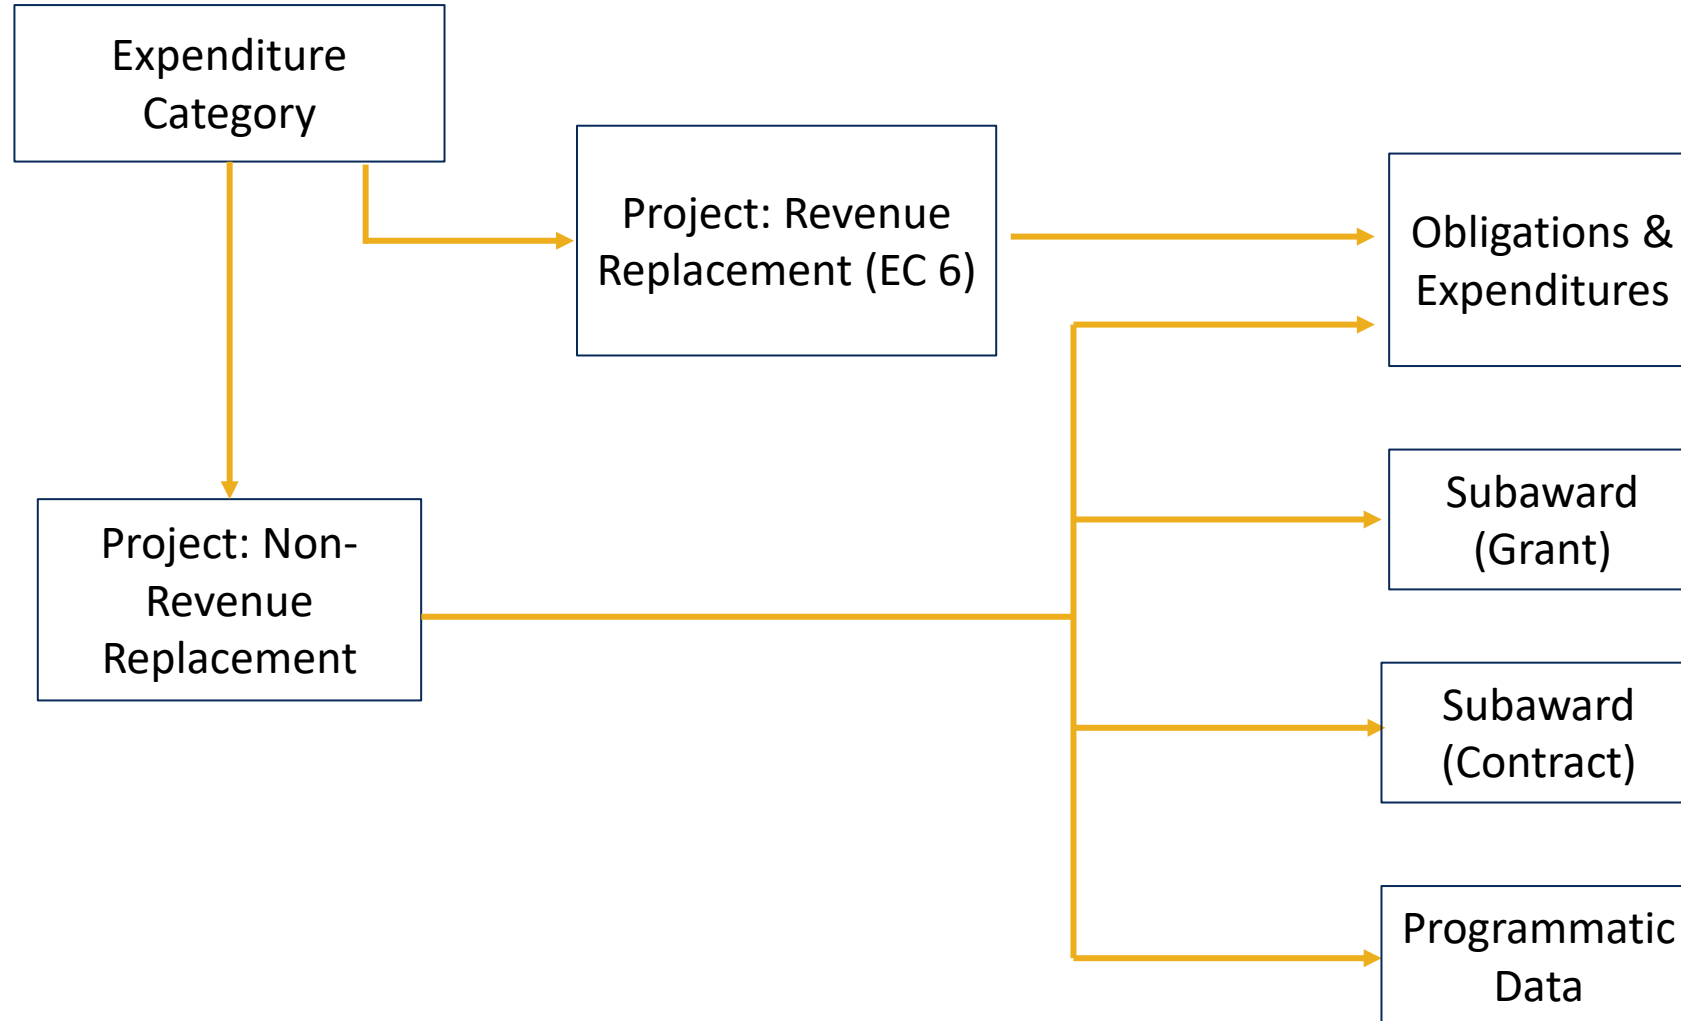 Expenditure
Category
Project: Revenue
Replacement (EC 6)
Obligations &
Expenditures
Project: Non-
Revenue
Replacement
Subaward
(Grant)
Subaward
(Contract)
Programmatic
Data